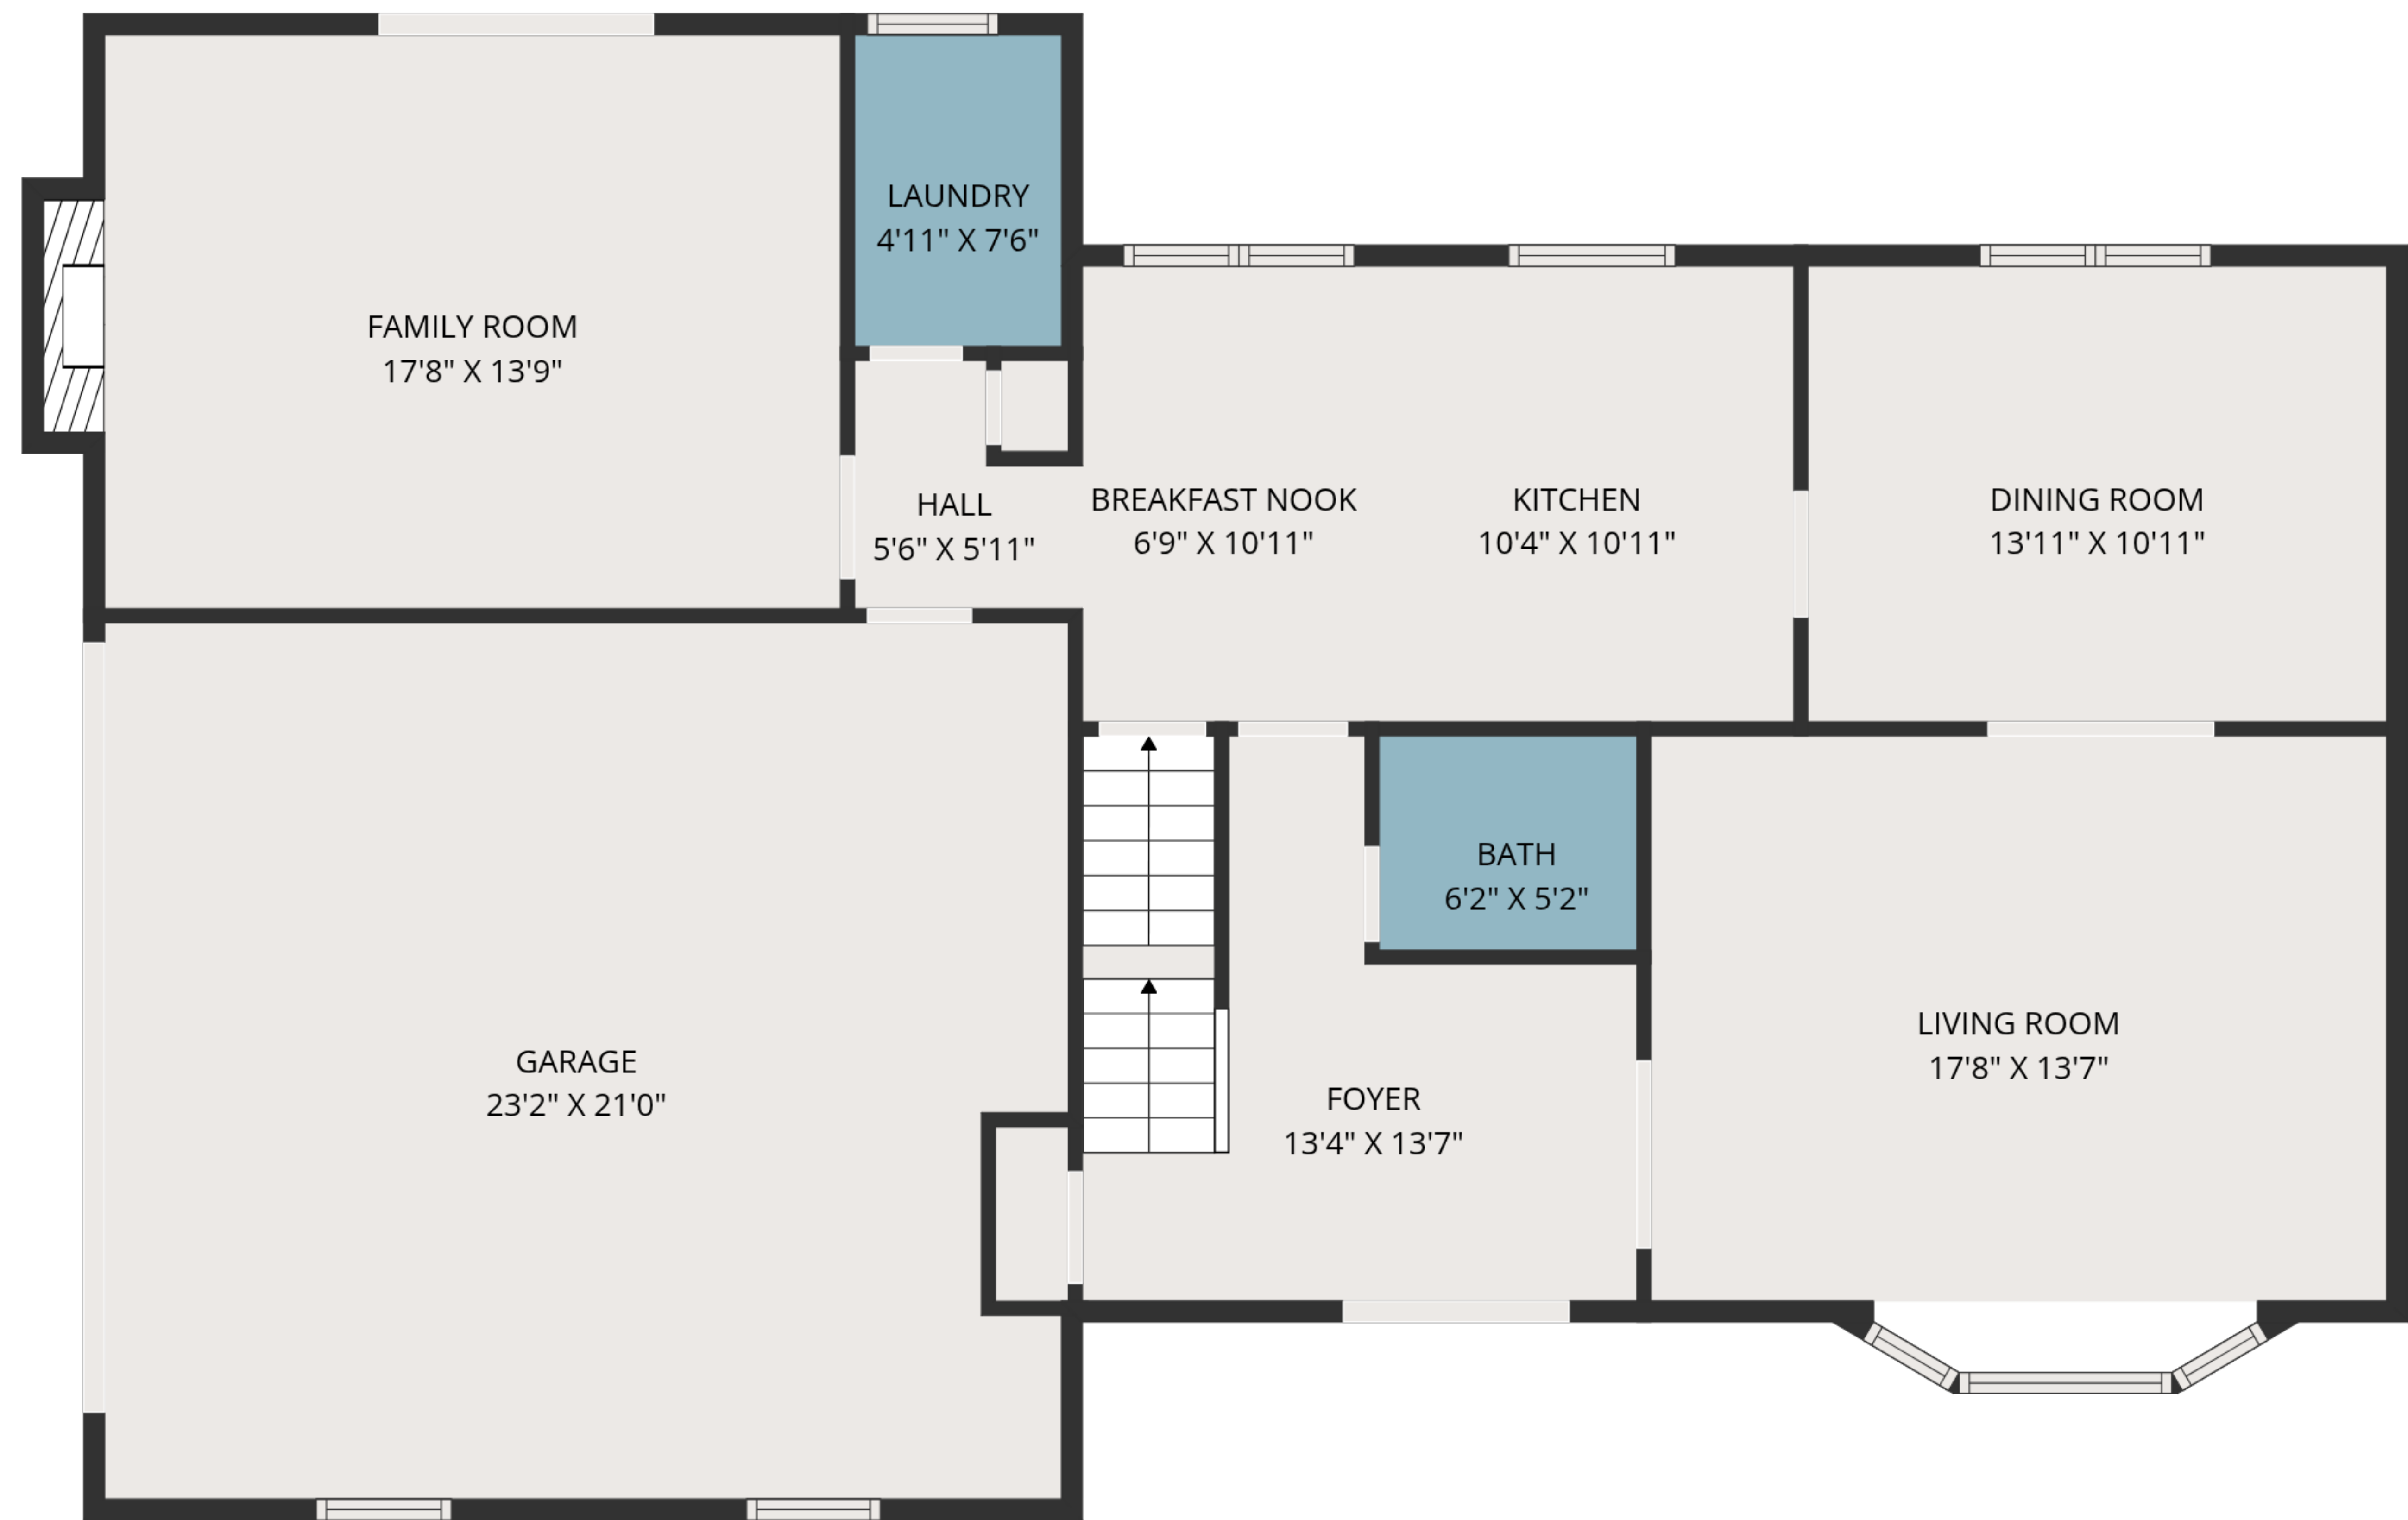 LAUNDRY
4'11" X 7'6"
FAMILY ROOM
17'8" X 13'9"
HALL
5'6" X 5'11"
BREAKFAST NOOK
6'9" X 10'11"
KITCHEN
10'4" X 10'11"
DINING ROOM
13'11" X 10'11"
BATH
6'2" X 5'2"
LIVING ROOM
17'8" X 13'7"
GARAGE
23'2" X 21'0"
FOYER
13'4" X 13'7"